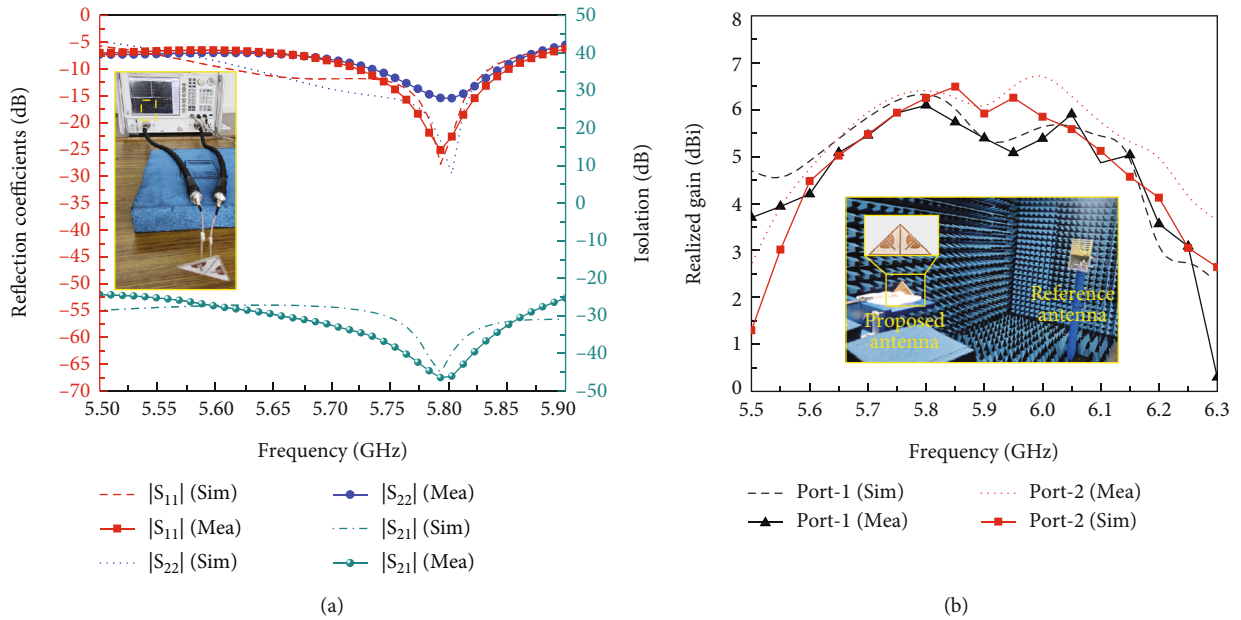 0
−5
−10
−15
−20
−25
−30
−35
−40
−45
−50
−55
−60
−65
−70
Reflection coefficients (dB)
50
40
30
20
10
0
−10
−20
−30
−40
−50
Isolation (dB)
5.50
5.55
5.60
5.65
5.70
5.75
5.80
5.85
5.90
Frequency (GHz)
|S11| (Sim)
|S11| (Mea)
|S22| (Sim)
|S22| (Mea)
|S21| (Sim)
|S21| (Mea)
(a)
8
7
6
5
4
3
2
1
0
Realized gain (dBi)
Proposed
antenna
Reference
antenna
5.5
5.6
5.7
5.8
5.9
6.0
6.1
6.2
6.3
Frequency (GHz)
Port-1 (Sim)
Port-1 (Mea)
Port-2 (Mea)
Port-2 (Sim)
(b)